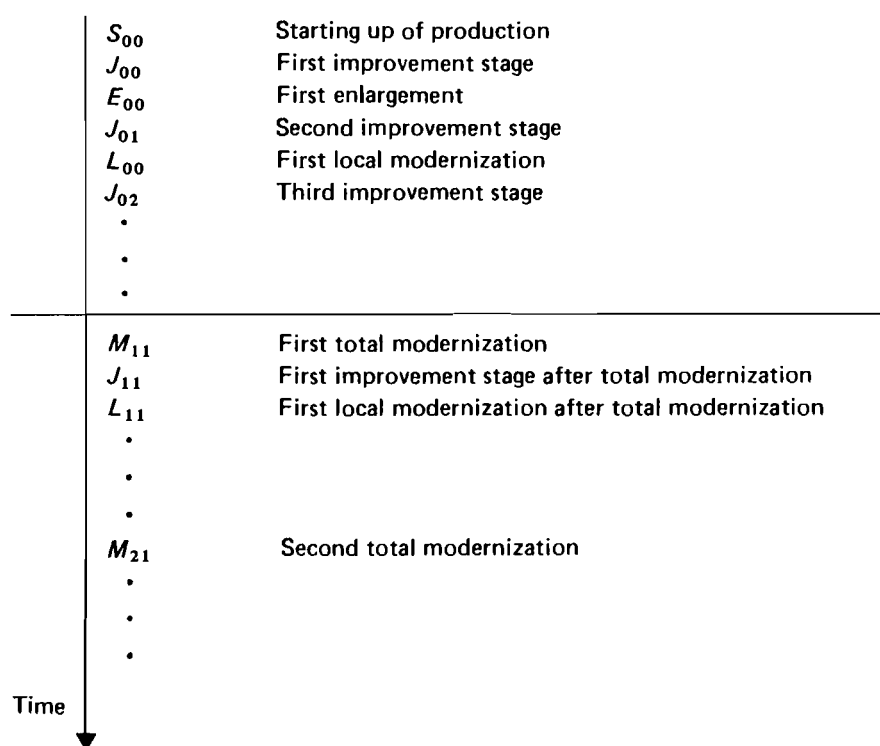 S₀₀ Starting up of production
J₀₀ First improvement stage
E₀₀ First enlargement
J₀₁ Second improvement stage
L₀₀ First local modernization
J₀₂ Third improvement stage
.
.
.
M₁₁ First total modernization
J₁₁ First improvement stage after total modernization
L₁₁ First local modernization after total modernization
.
.
.
M₂₁ Second total modernization
.
.
.
Time